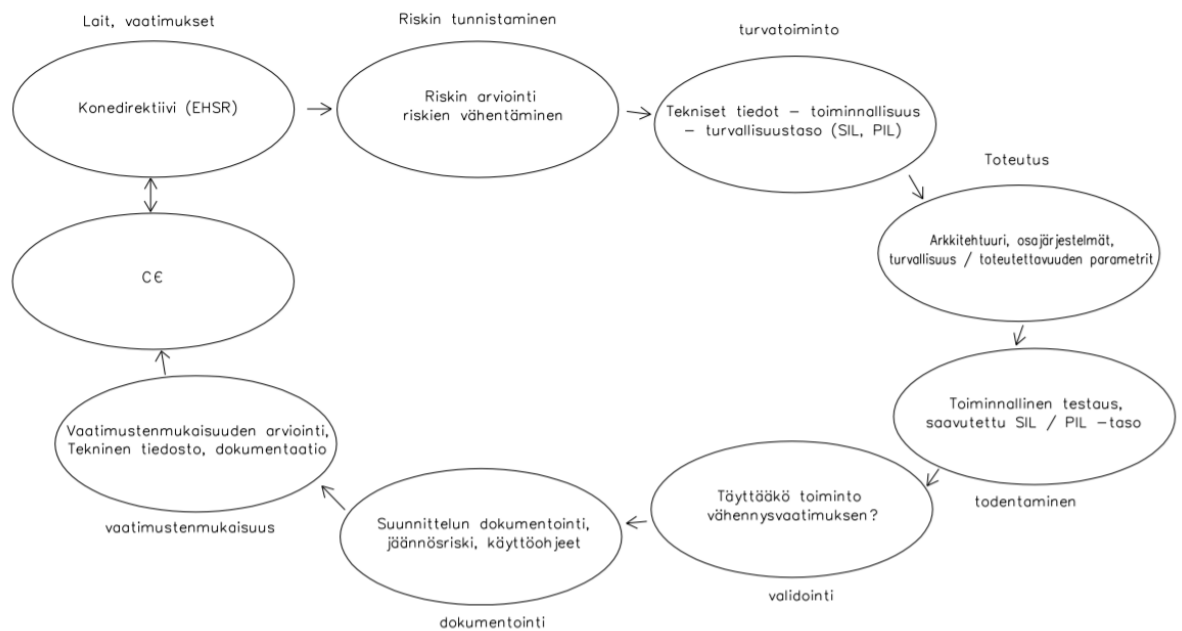 Lait, vaatimukset
Konedirektiivi (EHSR)
Riskin tunnistaminen
Riskin arviointi
riskien vähentäminen
turvatoiminto
Tekniset tiedot – toiminnallisuus
– turvallisuustaso (SIL, PIL)
Toteutus
Arkkitehtuuri, osajärjestelmät,
turvallisuus / toteutettavuuden parametrit
Toiminnallinen testaus,
saavutettu SIL / PIL –taso
todentaminen
Täyttääkö toiminto
vähennysvaatimuksen?
validointi
Suunnittelun dokumentointi,
jäännösriski, käyttöohjeet
dokumentointi
Vaatimustenmukaisuuden arviointi,
Tekninen tiedosto, dokumentaatio
vaatimustenmukaisuus
C€